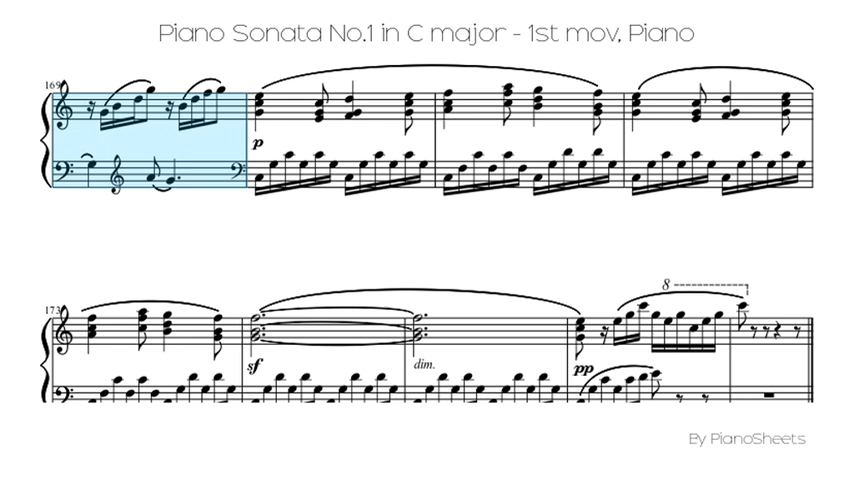 Piano Sonata No.1 in C major - 1st mov, Piano
169
p
8
173
sf
dim.
pp
By PianoSheets